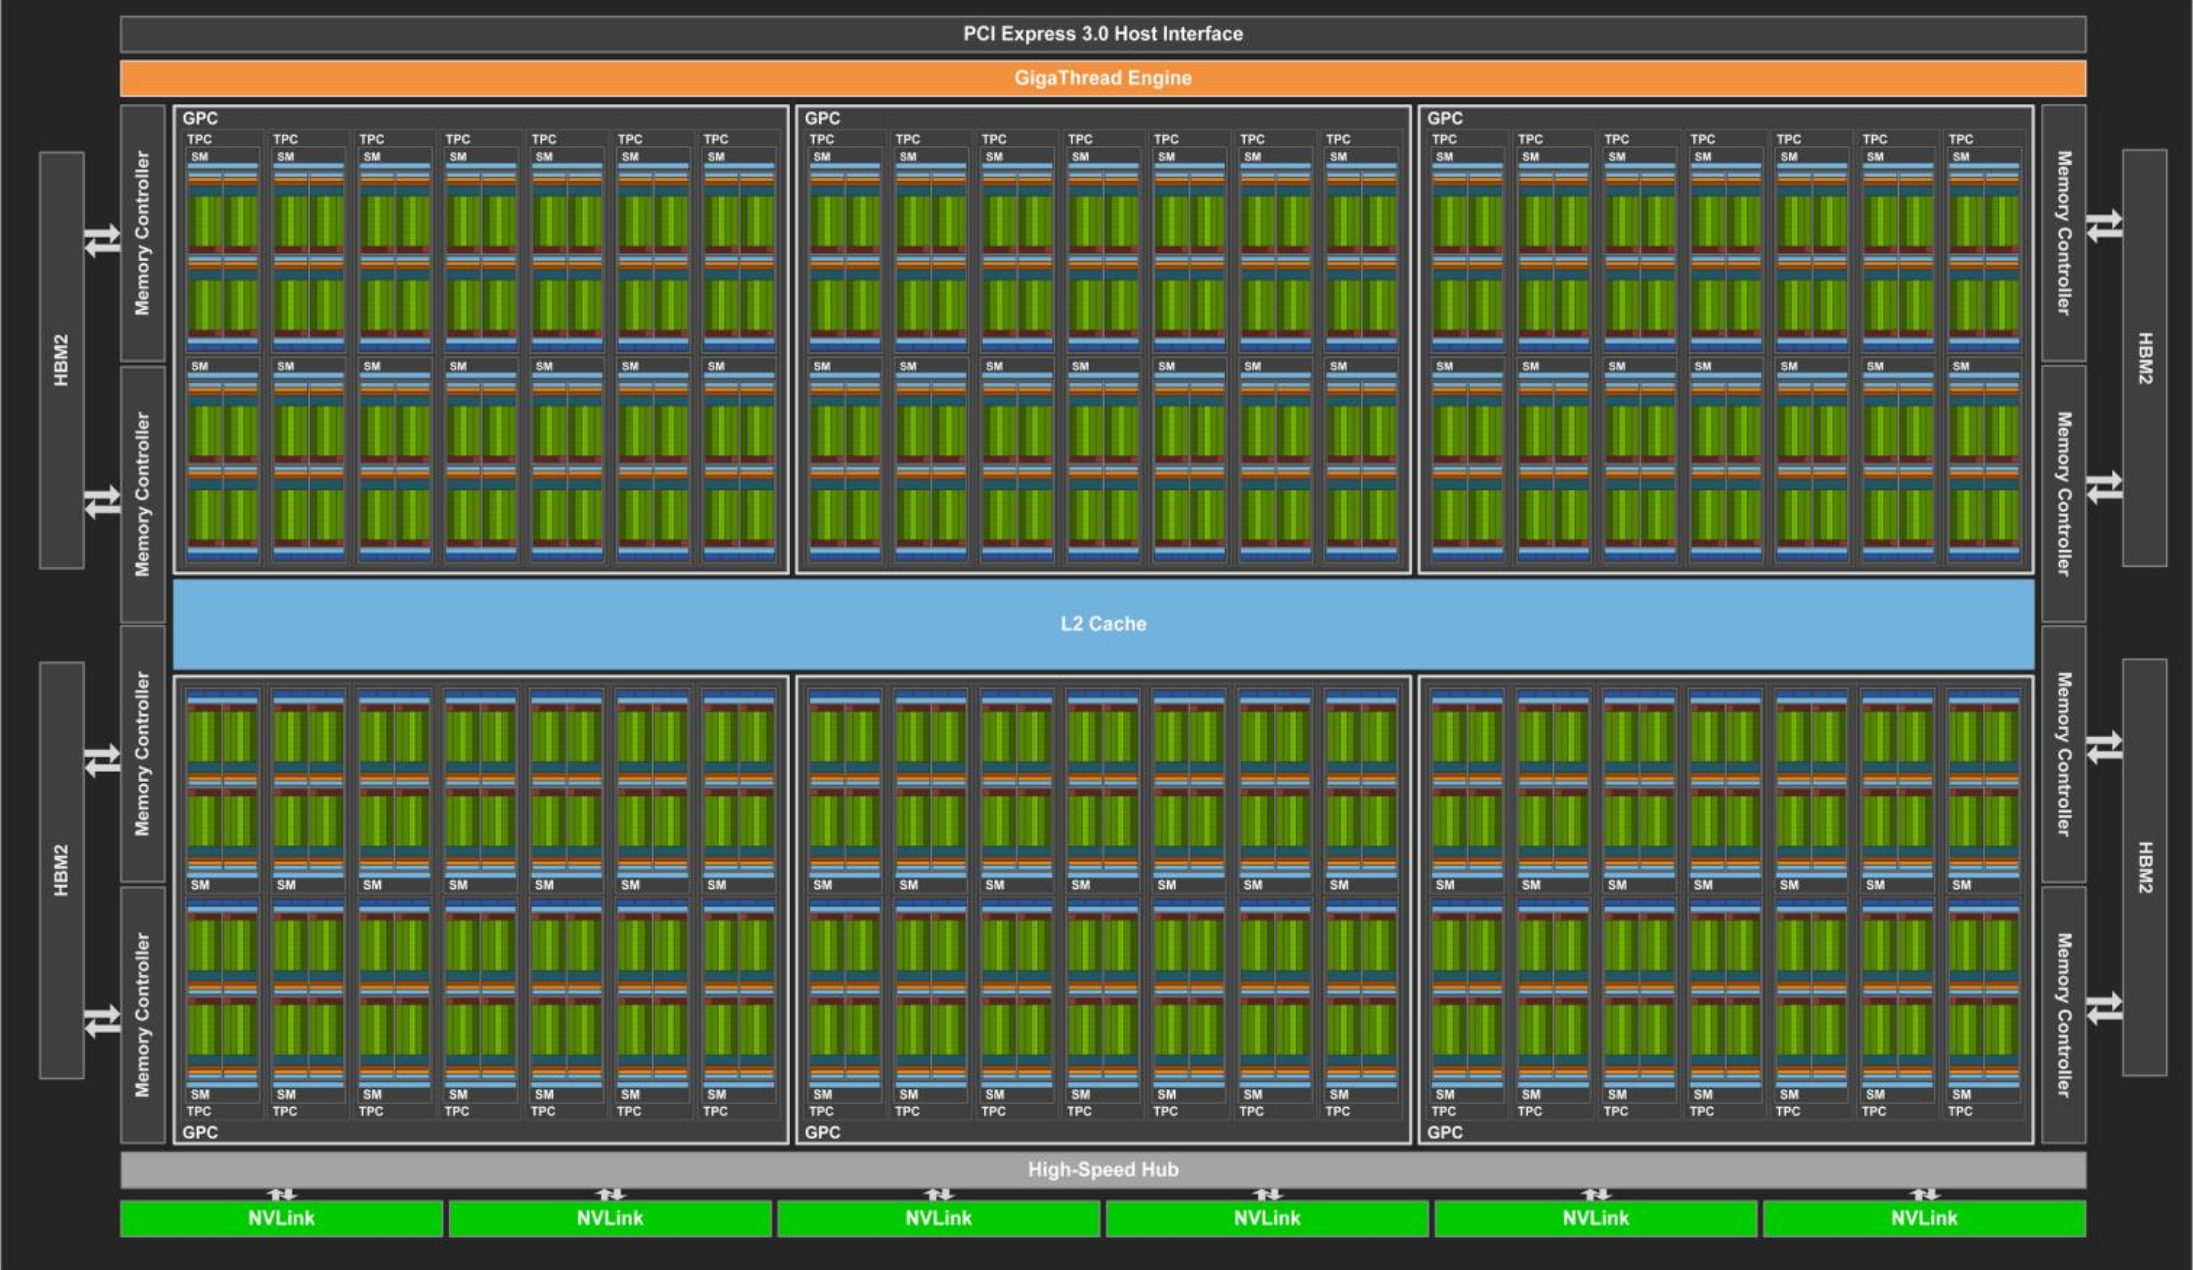 PCI Express 3.0 Host Interface
GigaThread Engine
GPC GPC GPC
TPC TPC TPC TPC TPC TPC TPC TPC TPC TPC TPC TPC TPC TPC TPC TPC TPC TPC TPC TPC TPC
SM SM SM SM SM SM SM SM SM SM SM SM SM SM SM SM SM SM SM SM SM
Memory Controller
Memory Controller
HBM2
HBM2
SM SM SM SM SM SM SM SM SM SM SM SM SM SM SM SM SM SM SM SM SM
Memory Controller
Memory Controller
L2 Cache
Memory Controller
Memory Controller
HBM2
HBM2
SM SM SM SM SM SM SM SM SM SM SM SM SM SM SM SM SM SM SM SM SM
Memory Controller
Memory Controller
SM SM SM SM SM SM SM SM SM SM SM SM SM SM SM SM SM SM SM SM SM
TPC TPC TPC TPC TPC TPC TPC TPC TPC TPC TPC TPC TPC TPC TPC TPC TPC TPC TPC TPC TPC
GPC GPC GPC
High-Speed Hub
NVLink NVLink NVLink NVLink NVLink NVLink